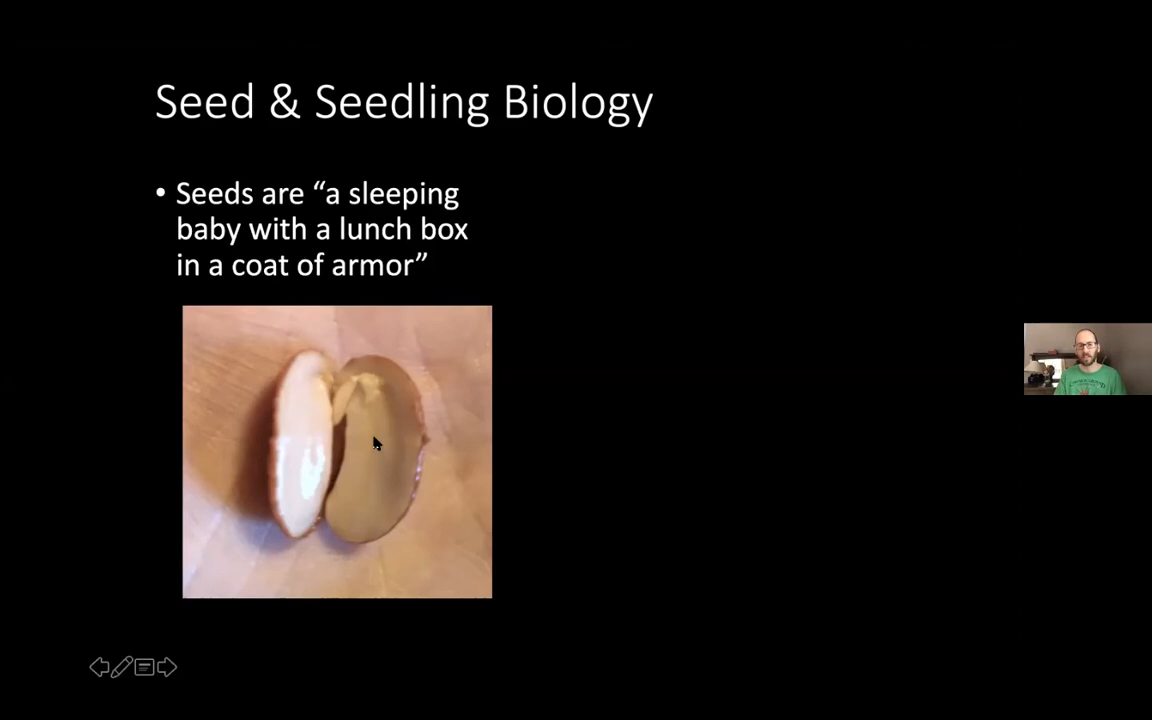 Seed & Seedling Biology
• Seeds are “a sleeping
baby with a lunch box
in a coat of armor”